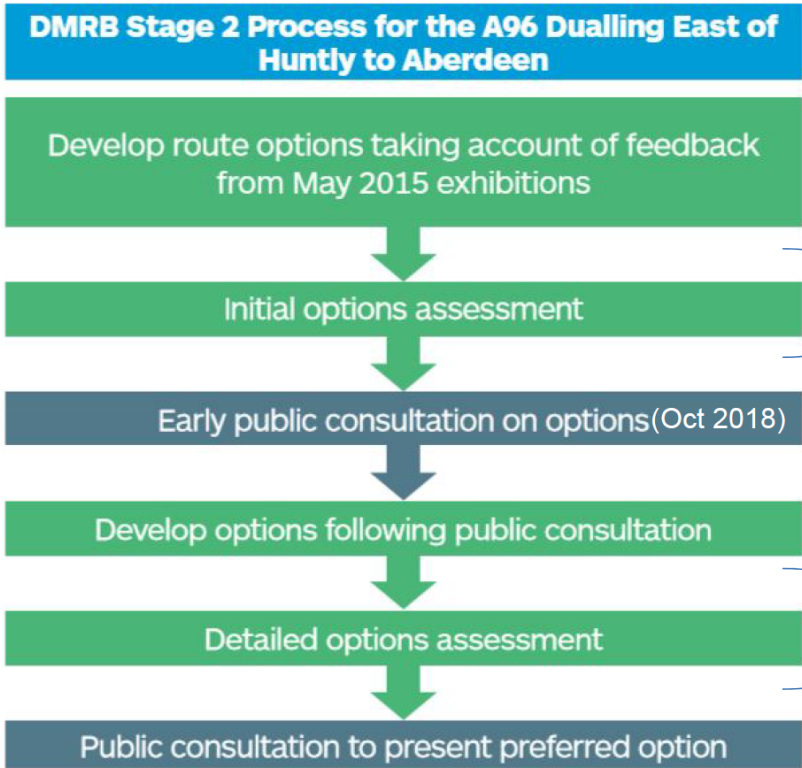 DMRB Stage 2 Process for the A96 Dualling East of
Huntly to Aberdeen
Develop route options taking account of feedback
from May 2015 exhibitions
Initial options assessment
Early public consultation on options (Oct 2018)
Develop options following public consultation
Detailed options assessment
Public consultation to present preferred option